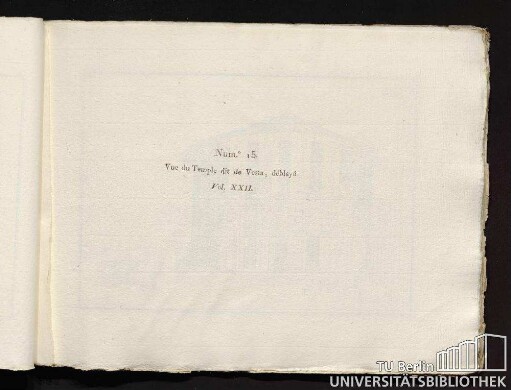 Num.° 15.
Vue du Temple dit de Vesta, déblayé.
Vol. XXII.
TU Berlin
UNIVERSITÄTSBIBLIOTHEK